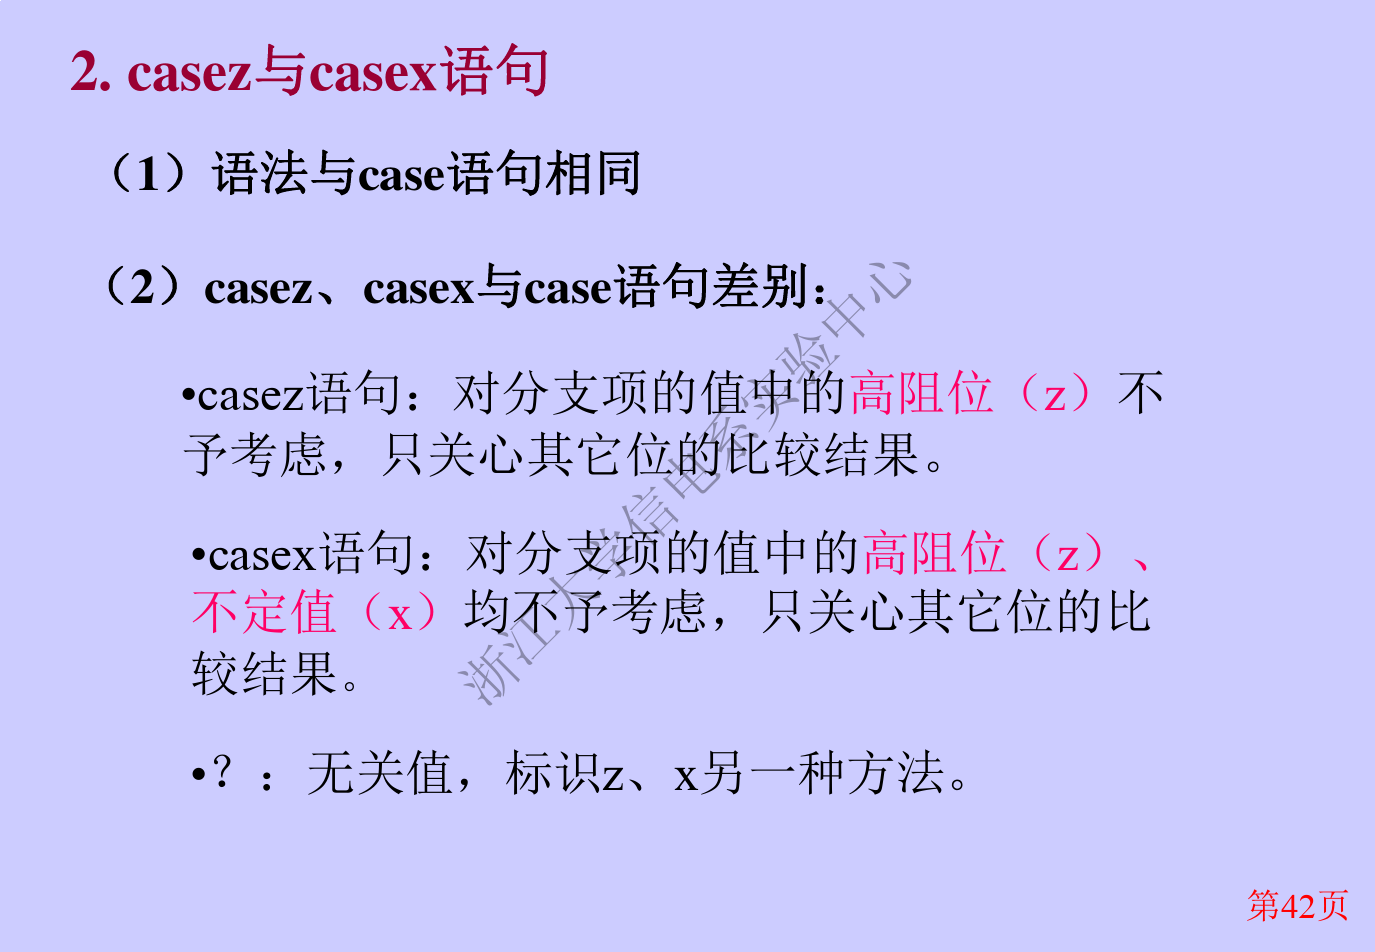 2. casez与casex语句
（1）语法与case语句相同
（2）casez、casex与case语句差别：
•casez语句：对分支项的值中的高阻位（z）不
予考虑，只关心其它位的比较结果。
•casex语句：对分支项的值中的高阻位（z）、
不定值（x）均不予考虑，只关心其它位的比
较结果。
•？：无关值，标识z、x另一种方法。
浙江大学信电系实验中心
第42页